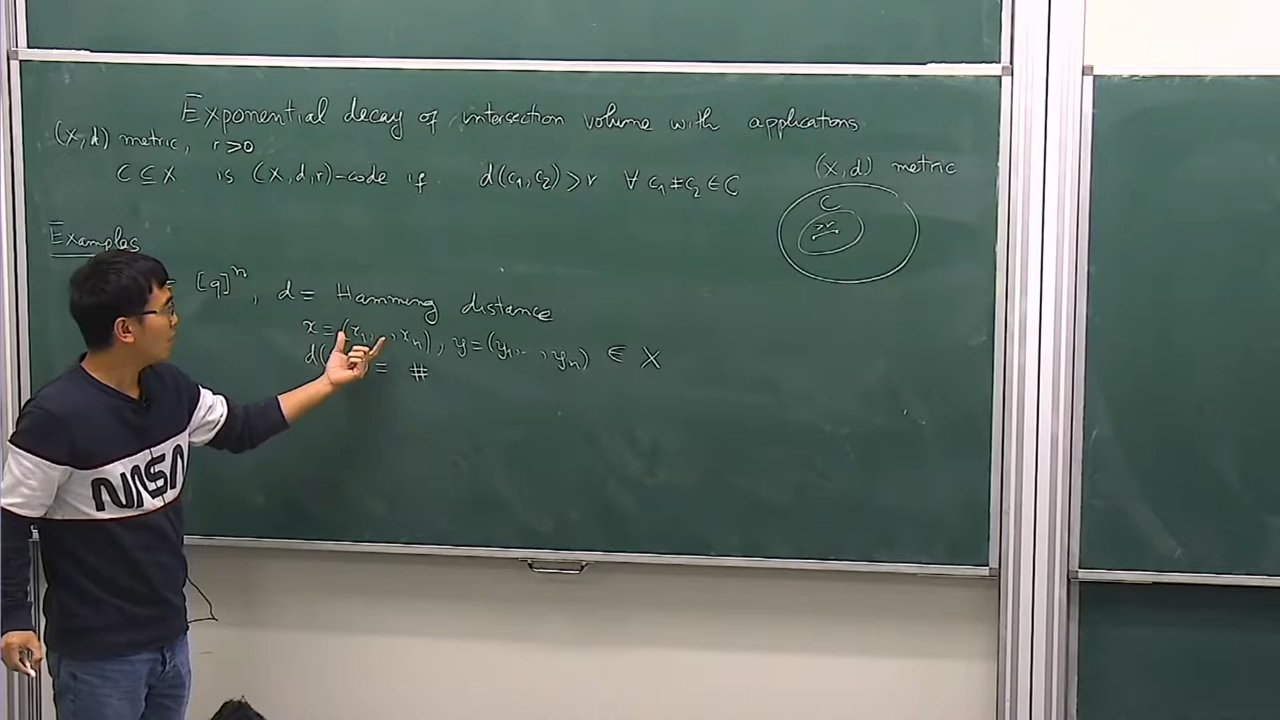 Exponential decay of intersection volume with applications
(X,d) metric, r>0
C ⊆ X is (X,d,r)-code if d(c₁,c₂)>r ∀ c₁≠c₂∈C
(X,d) metric
C
>r
Examples
= [q]ⁿ, d = Hamming distance
x=(x₁,..,xₙ), y=(y₁,..,yₙ) ∈ X
d( = #
NASA